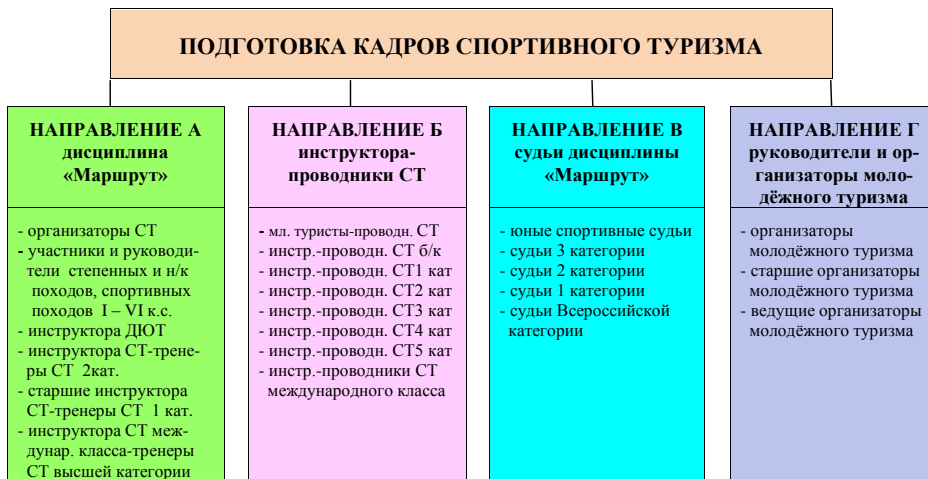 ПОДГОТОВКА КАДРОВ СПОРТИВНОГО ТУРИЗМА
НАПРАВЛЕНИЕ А
дисциплина
«Маршрут»
- организаторы СТ
- участники и руководи-
тели степенных и н/к
походов, спортивных
походов I – VI к.с.
- инструктора ДЮТ
- инструктора СТ-трене-
ры СТ 2кат.
- старшие инструктора
СТ-тренеры СТ 1 кат.
- инструктора СТ меж-
дунар. класса-тренеры
СТ высшей категории
НАПРАВЛЕНИЕ Б
инструктора-
проводники СТ
- мл. туристы-проводн. СТ
- инстр.-проводн. СТ б/к
- инстр.-проводн. СТ1 кат
- инстр.-проводн. СТ2 кат
- инстр.-проводн. СТ3 кат
- инстр.-проводн. СТ4 кат
- инстр.-проводн. СТ5 кат
- инстр.-проводники СТ
международного класса
НАПРАВЛЕНИЕ В
судьи дисциплины
«Маршрут»
- юные спортивные судьи
- судьи 3 категории
- судьи 2 категории
- судьи 1 категории
- судьи Всероссийской
категории
НАПРАВЛЕНИЕ Г
руководители и ор-
ганизаторы моло-
дёжного туризма
- организаторы
молодёжного туризма
- старшие организаторы
молодёжного туризма
- ведущие организаторы
молодёжного туризма